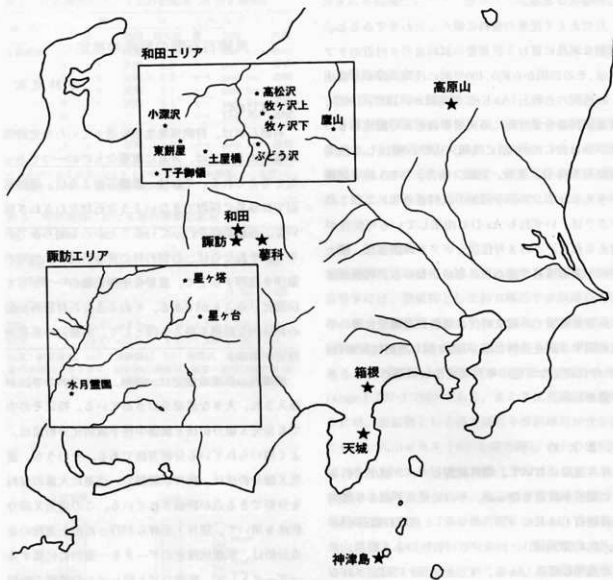 和田エリア
高松沢
牧ヶ沢上
小深沢
牧ヶ沢下
鷹山
東餅屋
土屋橋
ぶどう沢
丁子御領
高原山
和田
諏訪
蓼科
諏訪エリア
星ヶ塔
星ヶ台
水月霊園
箱根
天城
神津島